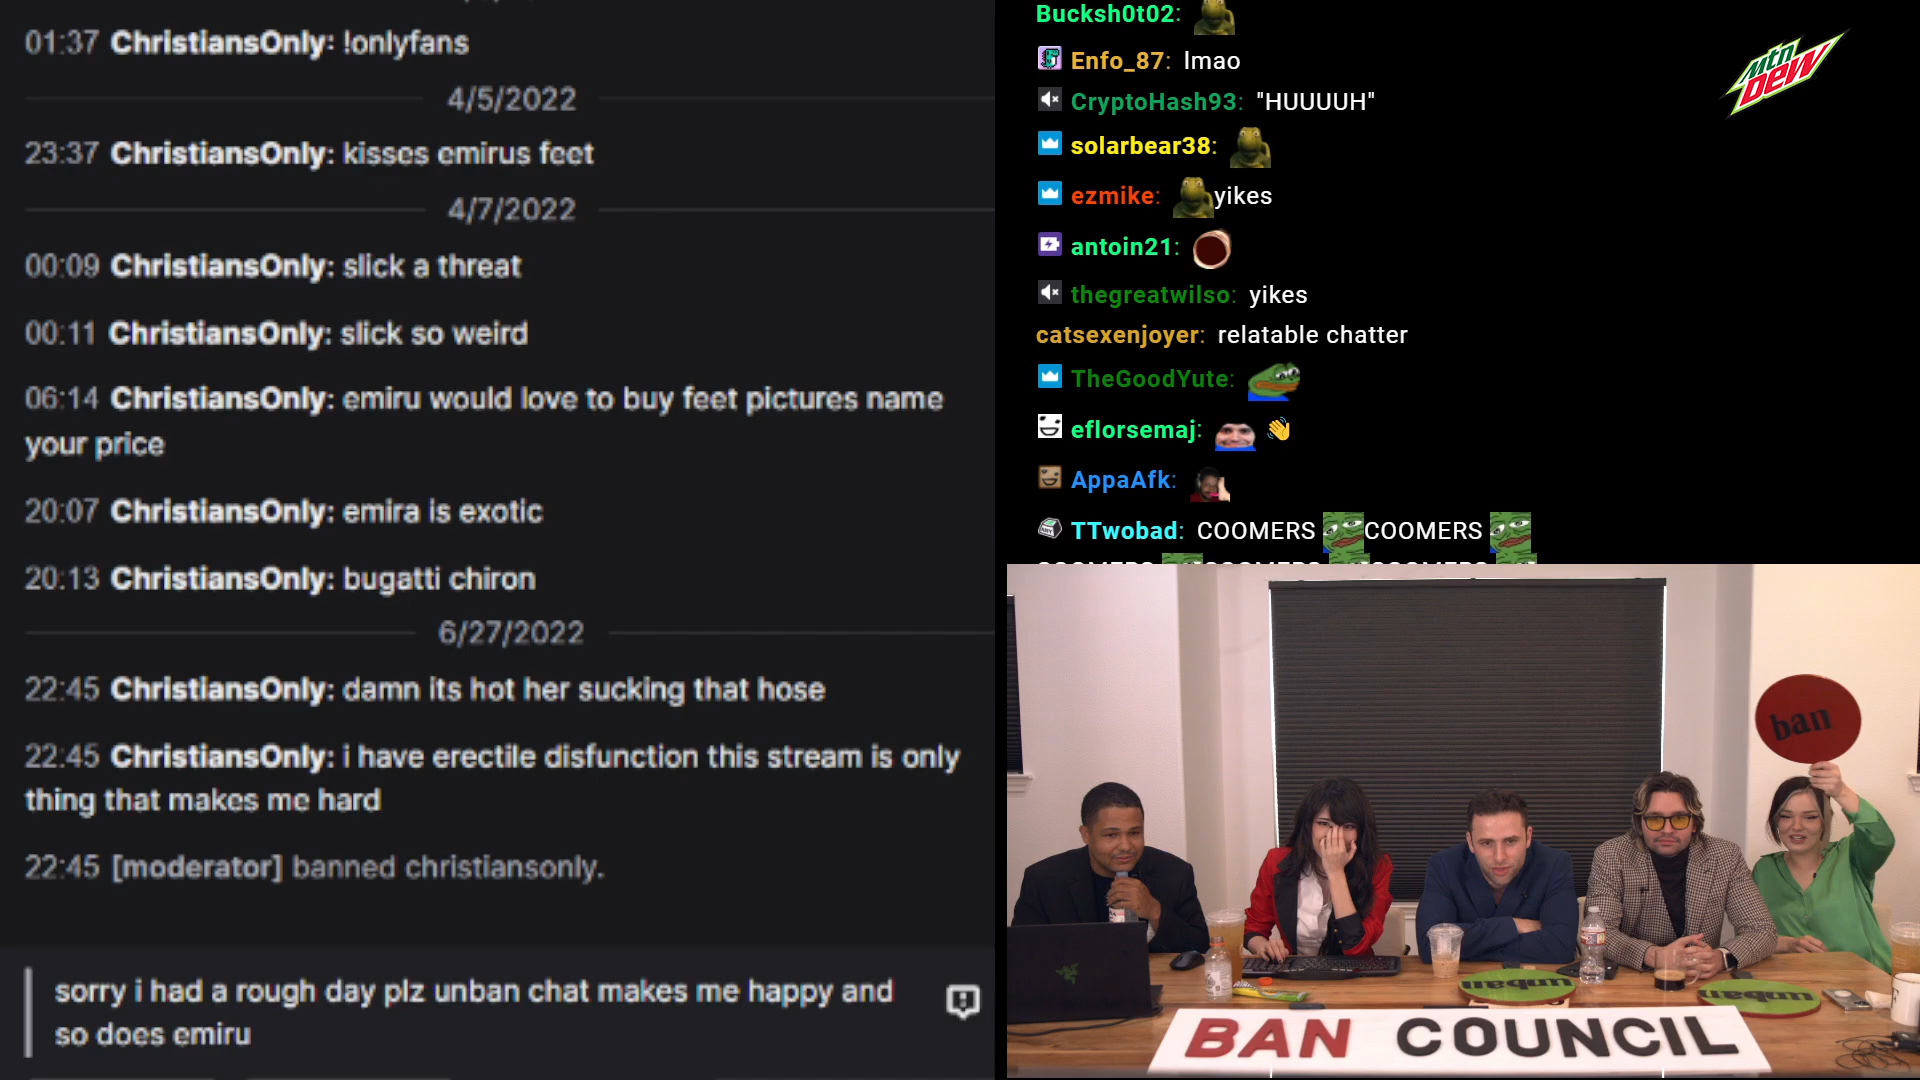 01:37 ChristiansOnly: !onlyfans
4/5/2022
23:37 ChristiansOnly: kisses emirus feet
4/7/2022
00:09 ChristiansOnly: slick a threat
00:11 ChristiansOnly: slick so weird
06:14 ChristiansOnly: emiru would love to buy feet pictures name
your price
20:07 ChristiansOnly: emira is exotic
20:13 ChristiansOnly: bugatti chiron
6/27/2022
22:45 ChristiansOnly: damn its hot her sucking that hose
22:45 ChristiansOnly: i have erectile disfunction this stream is only
thing that makes me hard
22:45 [moderator] banned christiansonly.
sorry i had a rough day plz unban chat makes me happy and
so does emiru
Bucksh0t02:
Enfo_87: lmao
CryptoHash93: "HUUUUH"
solarbear38:
ezmike: yikes
antoin21:
thegreatwilso: yikes
catsexenjoyer: relatable chatter
TheGoodYute:
eflorsemaj:
AppaAfk:
TTwobad: COOMERS COOMERS
COOMERS COOMERS COOMERS
mtn
DEW
ban
unban
unban
BAN COUNCIL